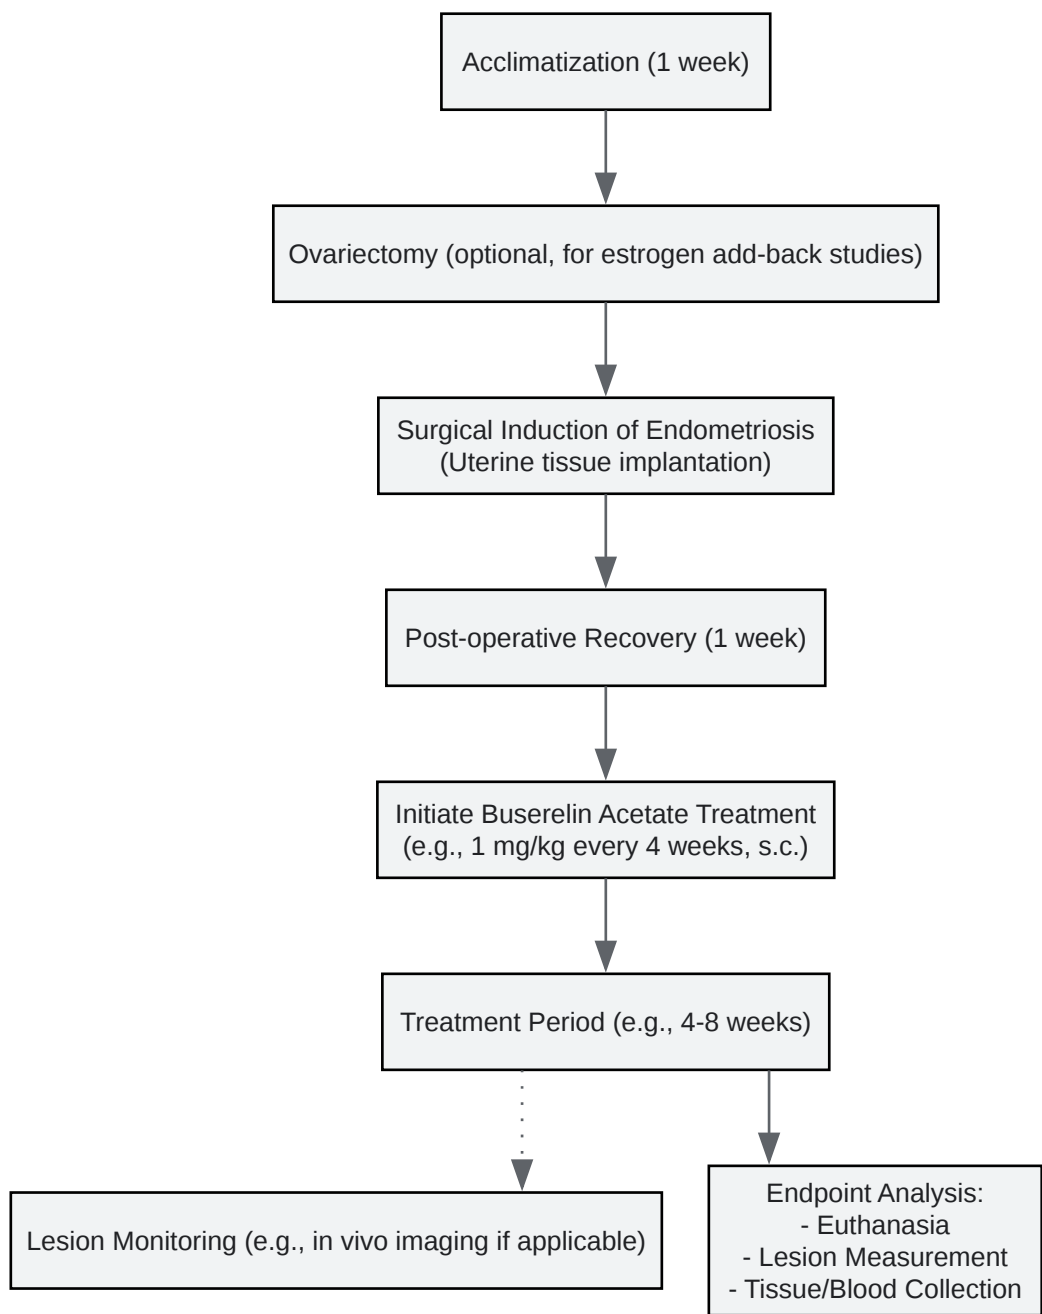 Acclimatization (1 week)
Ovariectomy (optional, for estrogen add-back studies)
Surgical Induction of Endometriosis
(Uterine tissue implantation)
Post-operative Recovery (1 week)
Initiate Buserelin Acetate Treatment
(e.g., 1 mg/kg every 4 weeks, s.c.)
Treatment Period (e.g., 4-8 weeks)
Lesion Monitoring (e.g., in vivo imaging if applicable)
Endpoint Analysis:
- Euthanasia
- Lesion Measurement
- Tissue/Blood Collection